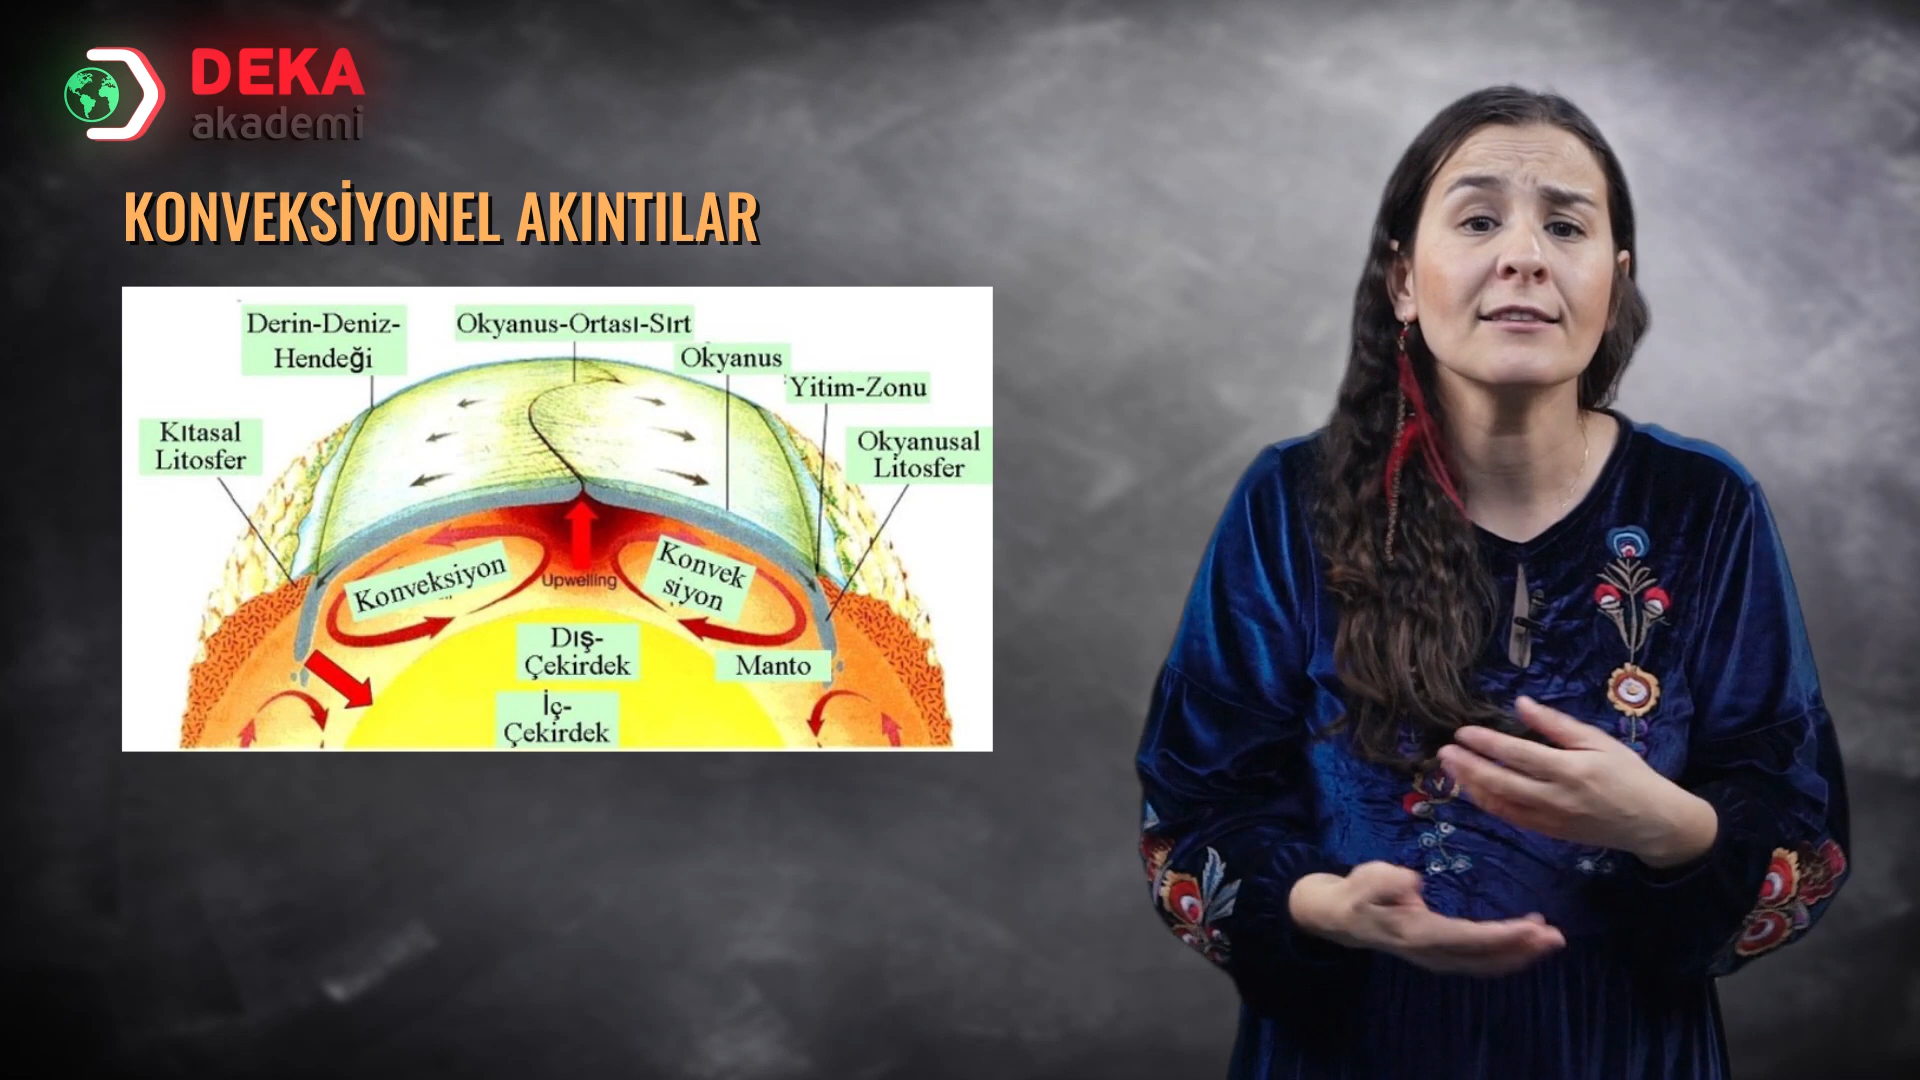 DEKA
akademi
KONVEKSİYONEL AKINTILAR
Derin-Deniz-
Hendeği
Okyanus-Ortası-Sırt
Okyanus
Yitim-Zonu
Kıtasal
Litosfer
Okyanusal
Litosfer
Konveksiyon
Upwelling
Konvek
siyon
Dış-
Çekirdek
Manto
İç-
Çekirdek